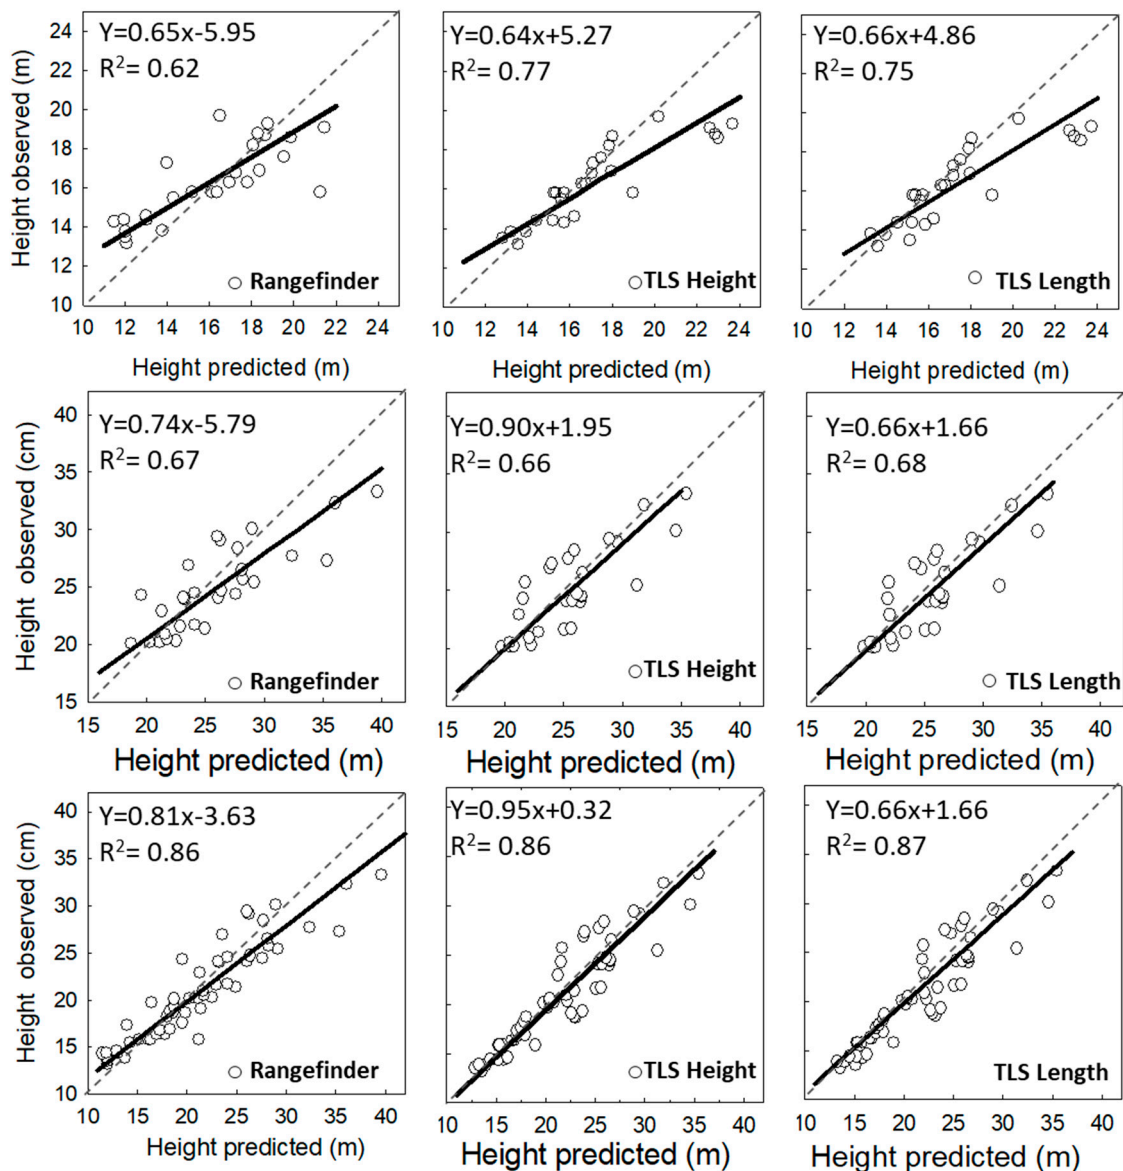 Y=0.65x-5.95
R²= 0.62
Height observed (m)
24
22
20
18
16
14
12
10
Rangefinder
10 12 14 16 18 20 22 24
Height predicted (m)
Y=0.64x+5.27
R²= 0.77
TLS Height
10 12 14 16 18 20 22 24
Height predicted (m)
Y=0.66x+4.86
R²= 0.75
TLS Length
10 12 14 16 18 20 22 24
Height predicted (m)
Y=0.74x-5.79
R²= 0.67
Height observed (cm)
40
35
30
25
20
15
Rangefinder
15 20 25 30 35 40
Height predicted (m)
Y=0.90x+1.95
R²= 0.66
TLS Height
15 20 25 30 35 40
Height predicted (m)
Y=0.66x+1.66
R²= 0.68
TLS Length
15 20 25 30 35 40
Height predicted (m)
Y=0.81x-3.63
R²= 0.86
Height observed (cm)
40
35
30
25
20
15
10
Rangefinder
10 15 20 25 30 35 40
Height predicted (m)
Y=0.95x+0.32
R²= 0.86
TLS Height
10 15 20 25 30 35 40
Height predicted (m)
Y=0.66x+1.66
R²= 0.87
TLS Length
10 15 20 25 30 35 40
Height predicted (m)